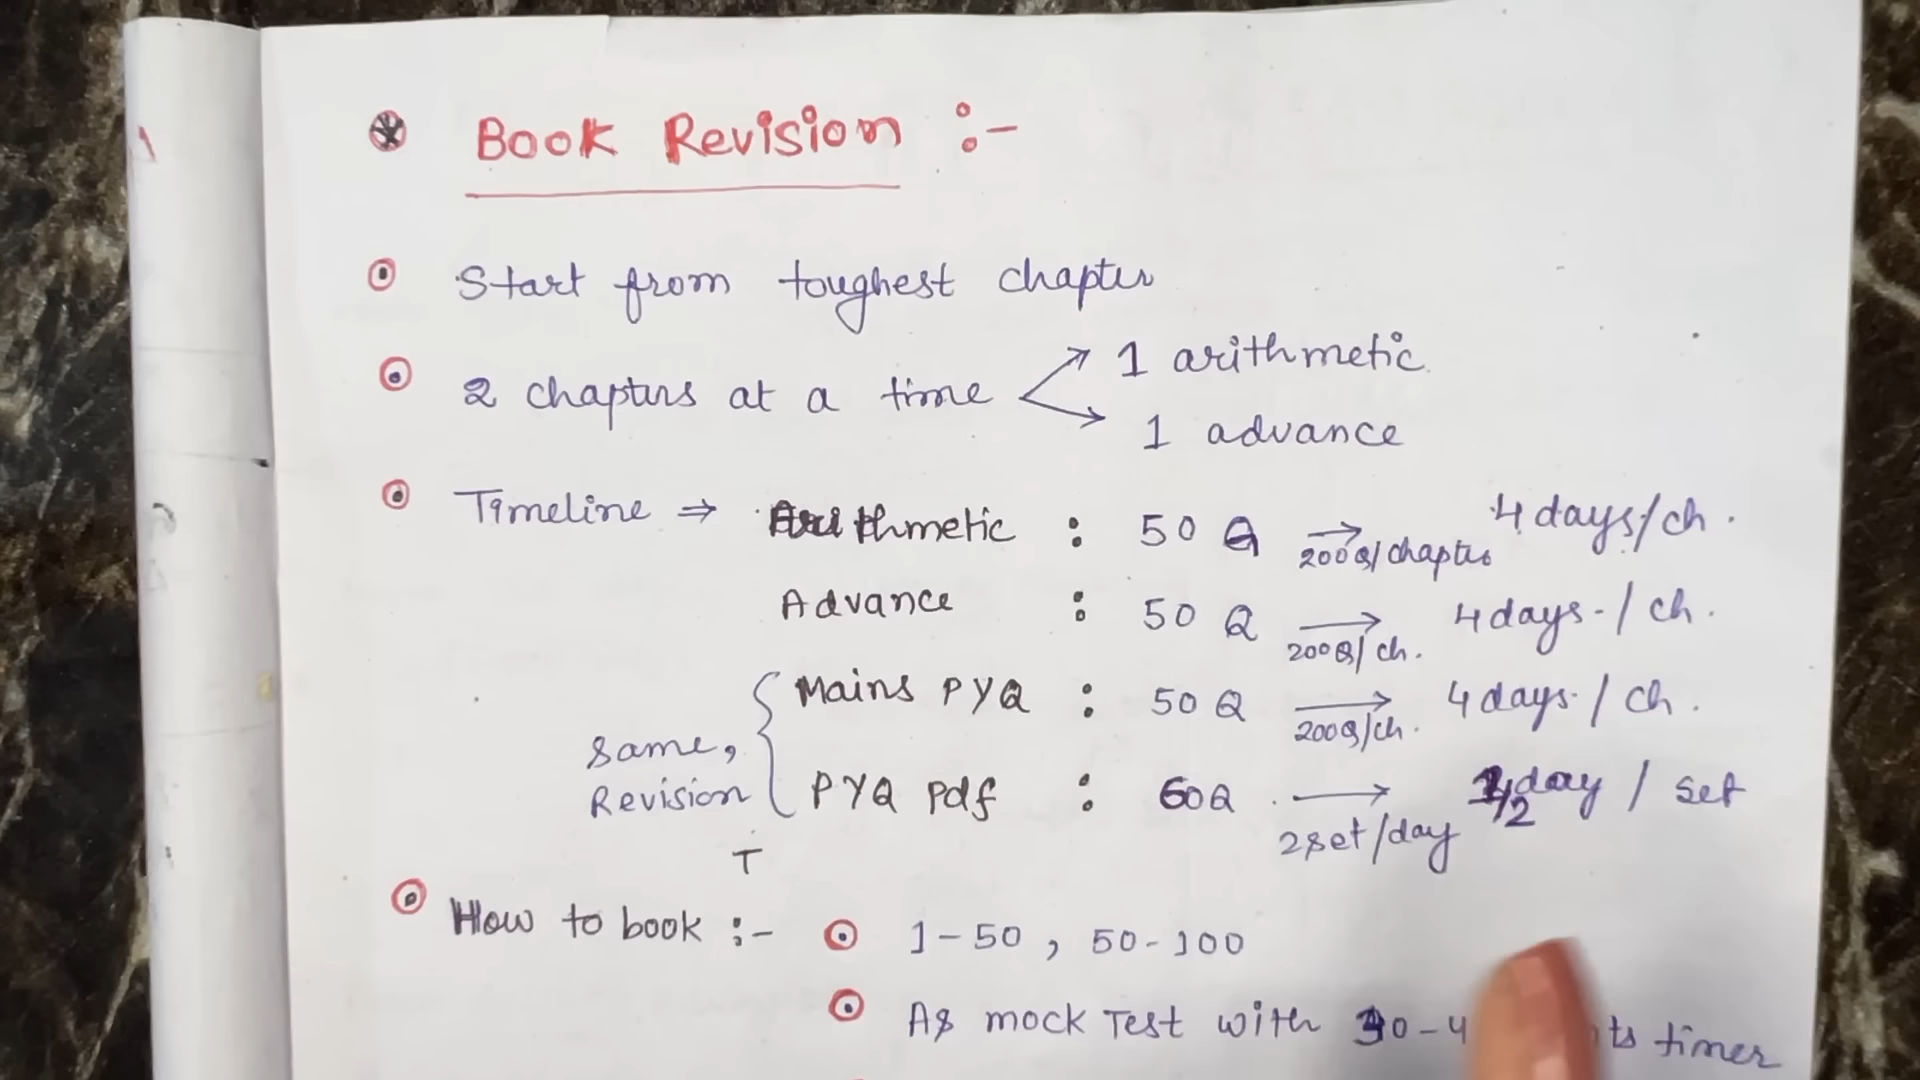 Book Revision :-
Start from toughest chapter
2 chapters at a time
1 arithmetic
1 advance
Timeline ⇒ Arithmetic : 50 Q → 200Q/chapter 4 days/ch.
Advance : 50 Q → 200Q/ch. 4 days-/ch.
Mains PYQ : 50 Q → 200Q/ch. 4 days./ch.
same, Revision
PYQ Pdf : 60Q → 2set/day 1/2 day / set
T
How to book :- 1-50, 50-100
As mock Test with timer